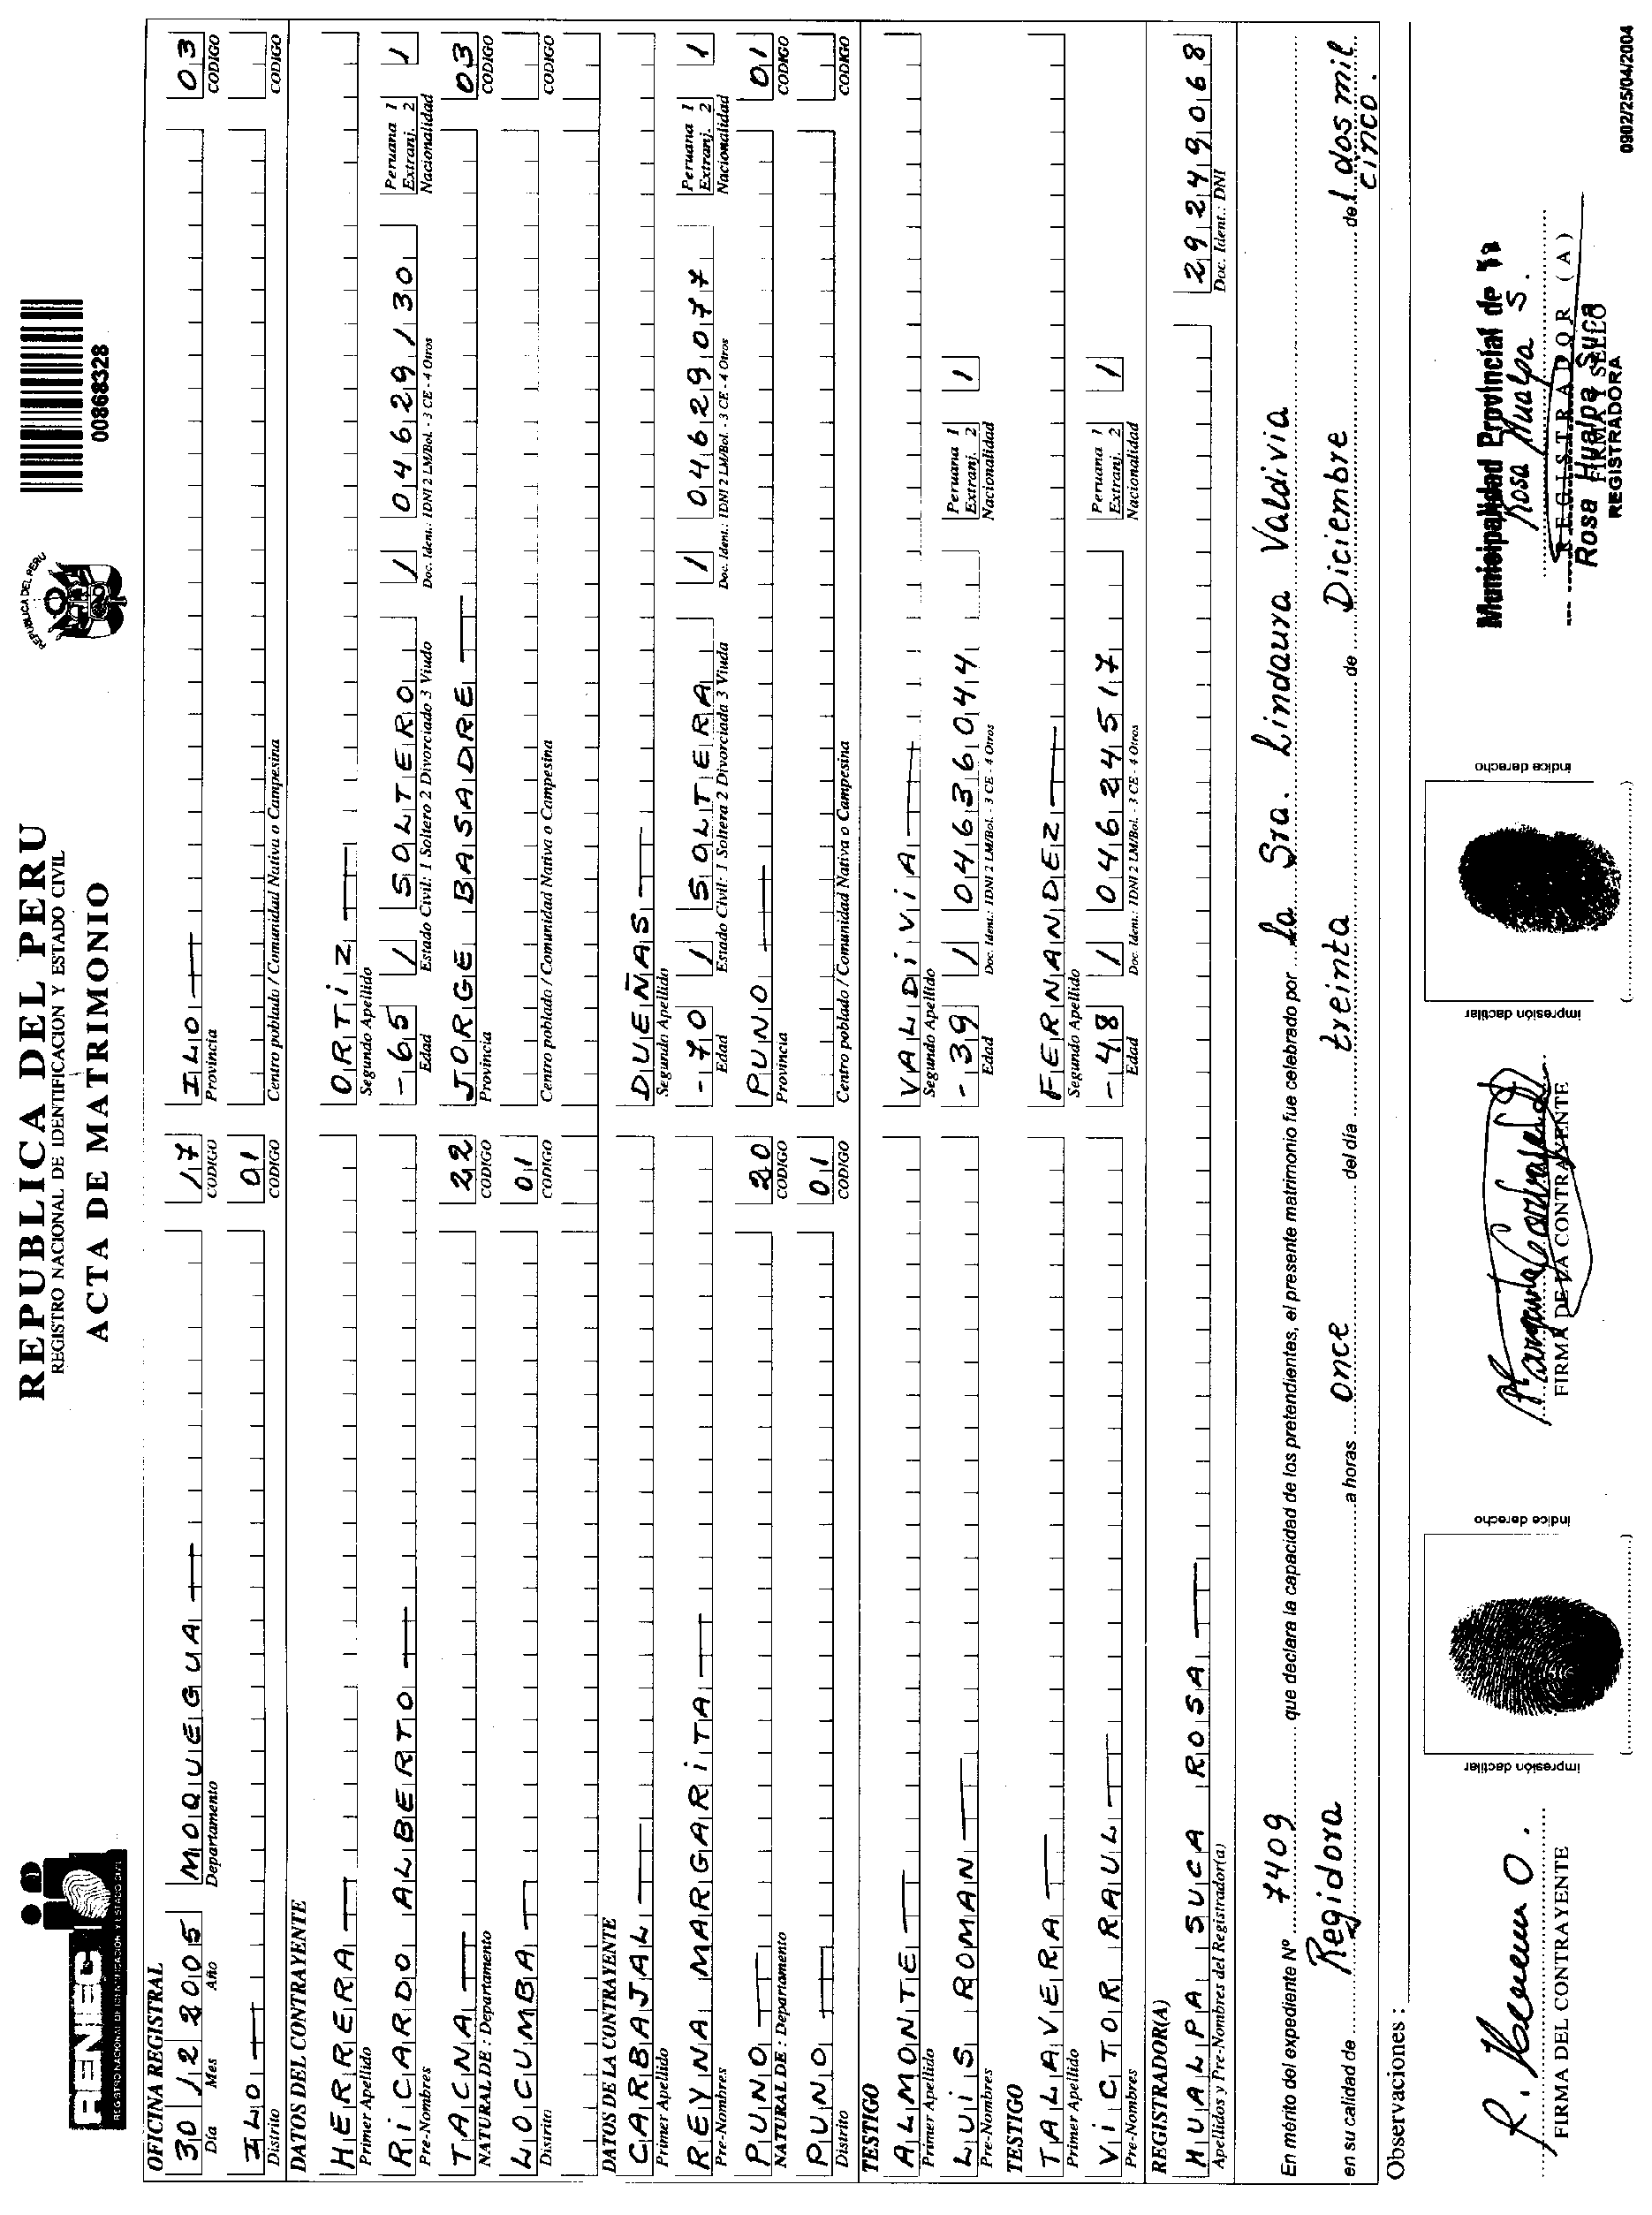 RENIEC
REGISTRO NACIONAL DE IDENTIFICACION Y ESTADO CIVIL
REPUBLICA DEL PERU
REGISTRO NACIONAL DE IDENTIFICACION Y ESTADO CIVIL
ACTA DE MATRIMONIO
REPUBLICA DEL PERU
00868328
OFICINA REGISTRAL
30 12 2005 MOQUEGUA 17 ILO 03
Día Mes Año Departamento CODIGO Provincia CODIGO
ILO 01
Distrito CODIGO Centro poblado / Comunidad Nativa o Campesina CODIGO
DATOS DEL CONTRAYENTE
HERRERA ORTIZ
Primer Apellido Segundo Apellido
RICARDO ALBERTO -65 1 SOLTERO 1 04629130 Peruana 1 Extranj. 2 1
Pre-Nombres Edad Estado Civil: 1 Soltero 2 Divorciado 3 Viudo Doc. Ident.: 1DNI 2 LM/Bol. - 3 CE - 4 Otros Nacionalidad
TACNA 22 JORGE BASADRE 03
NATURAL DE : Departamento CODIGO Provincia CODIGO
LOCUMBA 01
Distrito CODIGO Centro poblado / Comunidad Nativa o Campesina CODIGO
DATOS DE LA CONTRAYENTE
CARBAJAL DUEÑAS
Primer Apellido Segundo Apellido
REYNA MARGARITA -70 1 SOLTERA 1 04629077 Peruana 1 Extranj. 2 1
Pre-Nombres Edad Estado Civil: 1 Soltera 2 Divorciada 3 Viuda Doc. Ident.: 1DNI 2 LM/Bol. - 3 CE - 4 Otros Nacionalidad
PUNO 20 PUNO 01
NATURAL DE : Departamento CODIGO Provincia CODIGO
PUNO 01
Distrito CODIGO Centro poblado / Comunidad Nativa o Campesina CODIGO
TESTIGO
ALMONTE VALDIVIA
Primer Apellido Segundo Apellido
LUIS ROMAN -39 1 04636044 Peruana 1 Extranj. 2 1
Pre-Nombres Edad Doc. Ident.: 1DNI 2 LM/Bol. - 3 CE - 4 Otros Nacionalidad
TESTIGO
TALAVERA FERNANDEZ
Primer Apellido Segundo Apellido
VICTOR RAUL -48 1 04624517 Peruana 1 Extranj. 2 1
Pre-Nombres Edad Doc. Ident.: 1DNI 2 LM/Bol. - 3 CE - 4 Otros Nacionalidad
REGISTRADOR(A)
HUALPA SUCA ROSA 29249068
Apellidos y Pre-Nombres del Registrador(a) Doc. Ident.: DNI
En mérito del expediente Nº 7409 que declara la capacidad de los pretendientes, el presente matrimonio fue celebrado por la Sra. Lindaura Valdivia
en su calidad de Regidora a horas once del día treinta de Diciembre del dos mil cinco.
Observaciones :
R. Herrera O.
FIRMA DEL CONTRAYENTE
impresión dactilar
indice derecho
Margarita Carbajal D
FIRMA DE LA CONTRAYENTE
impresión dactilar
indice derecho
Municipalidad Provincial de
Rosa Hualpa S.
REGISTRADOR (A)
Rosa Hualpa Suca
FIRMA Y SELLO
REGISTRADORA
0902/25/04/2004